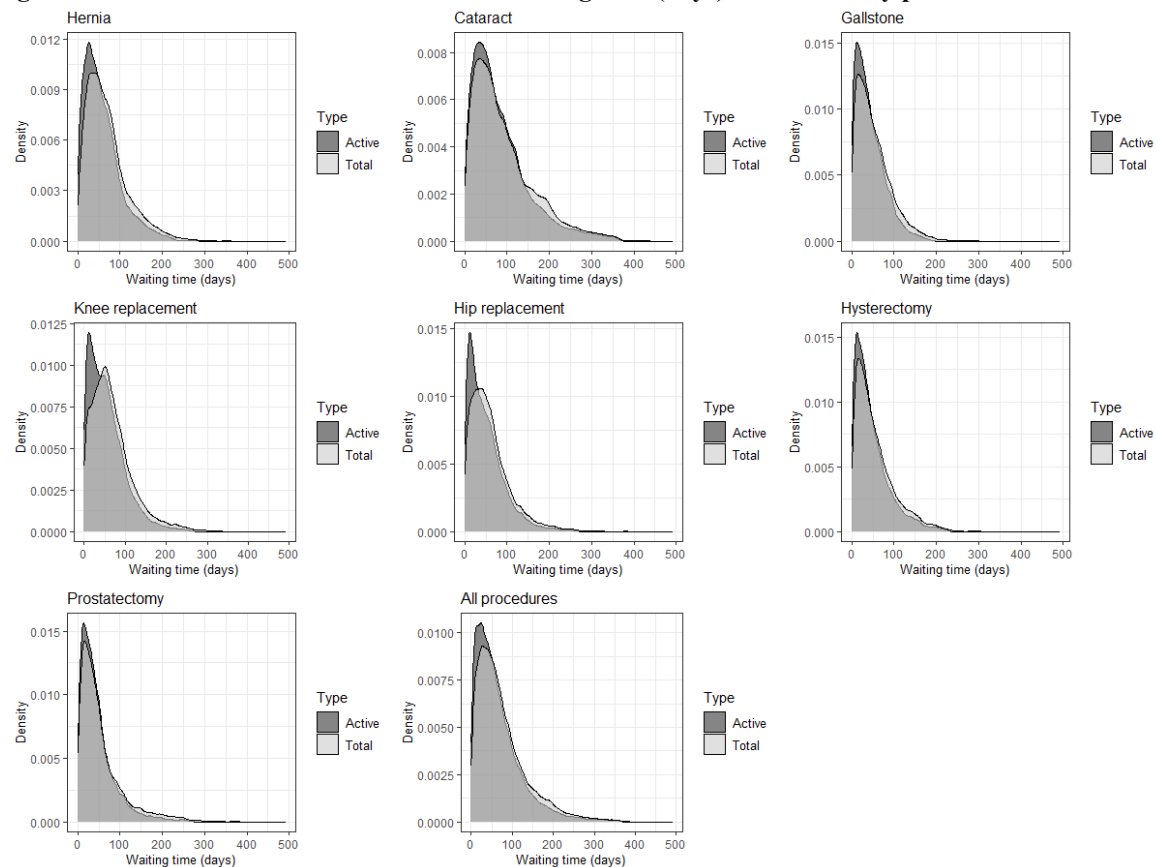 Hernia
0.012
0.009
0.006
0.003
0.000
Density
0 100 200 300 400 500
Waiting time (days)
Type
Active
Total
Cataract
0.008
0.006
0.004
0.002
0.000
Density
0 100 200 300 400 500
Waiting time (days)
Type
Active
Total
Gallstone
0.015
0.010
0.005
0.000
Density
0 100 200 300 400 500
Waiting time (days)
Type
Active
Total
Knee replacement
0.0125
0.0100
0.0075
0.0050
0.0025
0.0000
Density
0 100 200 300 400 500
Waiting time (days)
Type
Active
Total
Hip replacement
0.015
0.010
0.005
0.000
Density
0 100 200 300 400 500
Waiting time (days)
Type
Active
Total
Hysterectomy
0.015
0.010
0.005
0.000
Density
0 100 200 300 400 500
Waiting time (days)
Type
Active
Total
Prostatectomy
0.015
0.010
0.005
0.000
Density
0 100 200 300 400 500
Waiting time (days)
Type
Active
Total
All procedures
0.0100
0.0075
0.0050
0.0025
0.0000
Density
0 100 200 300 400 500
Waiting time (days)
Type
Active
Total